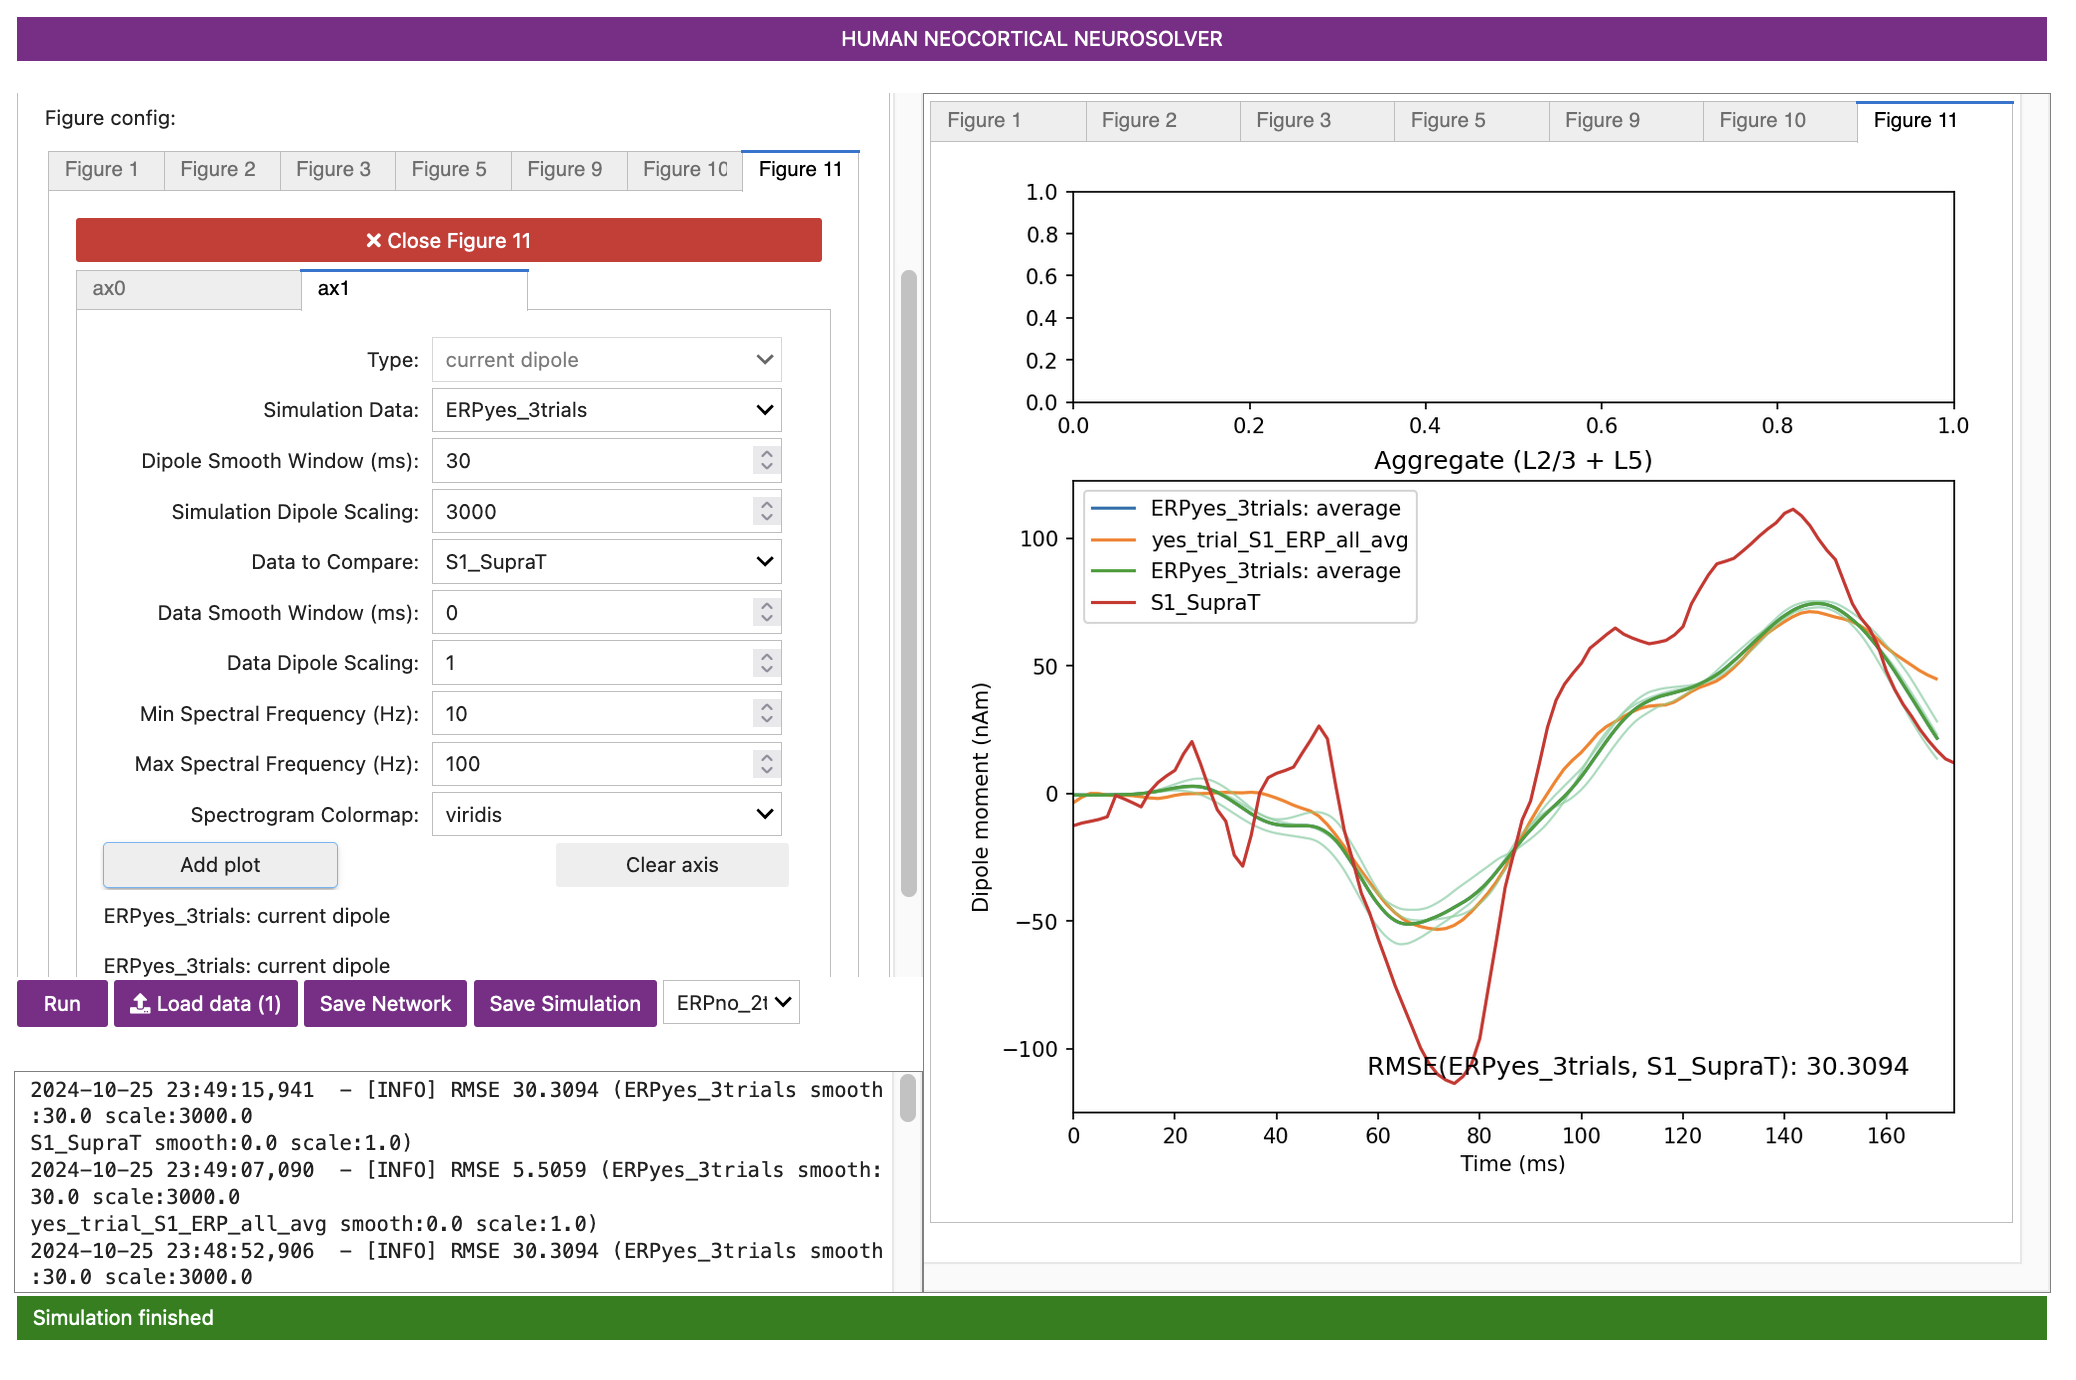 HUMAN NEOCORTICAL NEUROSOLVER
Figure config:
Figure 1 Figure 2 Figure 3 Figure 5 Figure 9 Figure 10 Figure 11
Close Figure 11
ax0 ax1
Type: current dipole
Simulation Data: ERPyes_3trials
Dipole Smooth Window (ms): 30
Simulation Dipole Scaling: 3000
Data to Compare: S1_SupraT
Data Smooth Window (ms): 0
Data Dipole Scaling: 1
Min Spectral Frequency (Hz): 10
Max Spectral Frequency (Hz): 100
Spectrogram Colormap: viridis
Add plot Clear axis
ERPyes_3trials: current dipole
ERPyes_3trials: current dipole
Run Load data (1) Save Network Save Simulation ERPno_2t
2024-10-25 23:49:15,941 - [INFO] RMSE 30.3094 (ERPyes_3trials smooth
:30.0 scale:3000.0
S1_SupraT smooth:0.0 scale:1.0)
2024-10-25 23:49:07,090 - [INFO] RMSE 5.5059 (ERPyes_3trials smooth:
30.0 scale:3000.0
yes_trial_S1_ERP_all_avg smooth:0.0 scale:1.0)
2024-10-25 23:48:52,906 - [INFO] RMSE 30.3094 (ERPyes_3trials smooth
:30.0 scale:3000.0
Figure 1 Figure 2 Figure 3 Figure 5 Figure 9 Figure 10 Figure 11
1.0
0.8
0.6
0.4
0.2
0.0
0.0 0.2 0.4 0.6 0.8 1.0
Aggregate (L2/3 + L5)
ERPyes_3trials: average
yes_trial_S1_ERP_all_avg
ERPyes_3trials: average
S1_SupraT
100
50
0
−50
−100
Dipole moment (nAm)
RMSE(ERPyes_3trials, S1_SupraT): 30.3094
0 20 40 60 80 100 120 140 160
Time (ms)
Simulation finished